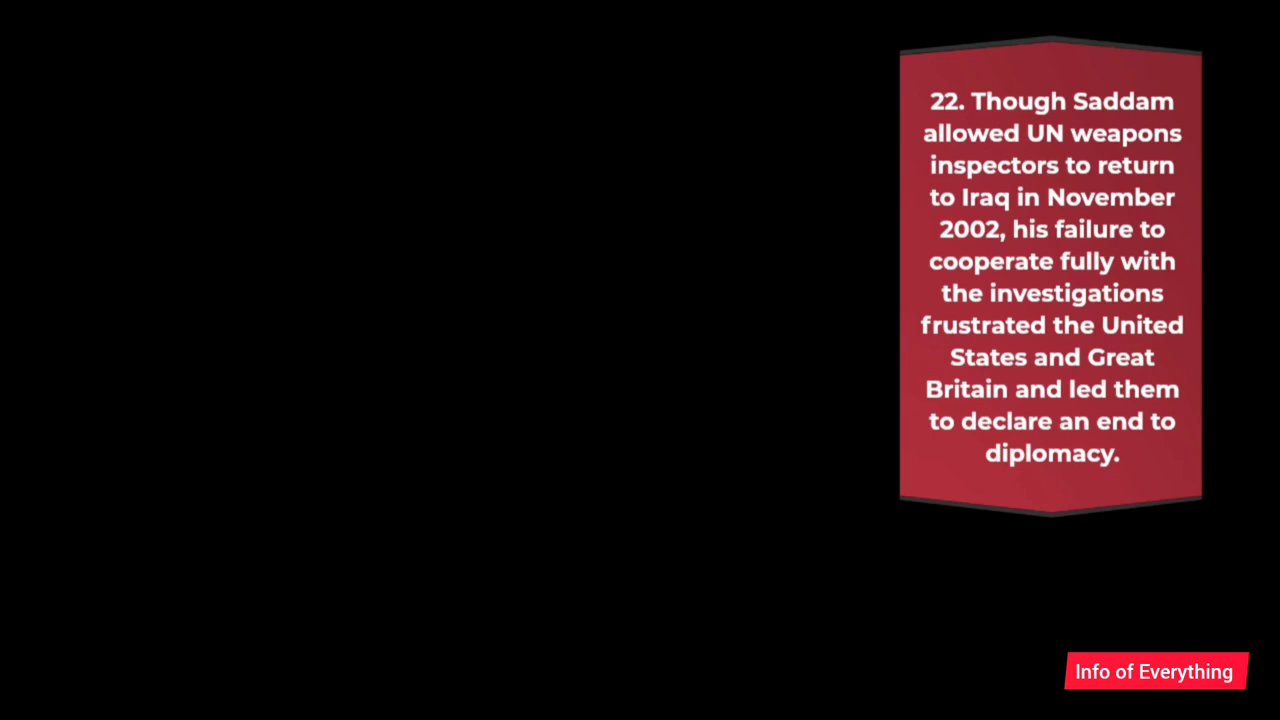 22. Though Saddam
allowed UN weapons
inspectors to return
to Iraq in November
2002, his failure to
cooperate fully with
the investigations
frustrated the United
States and Great
Britain and led them
to declare an end to
diplomacy.
Info of Everything